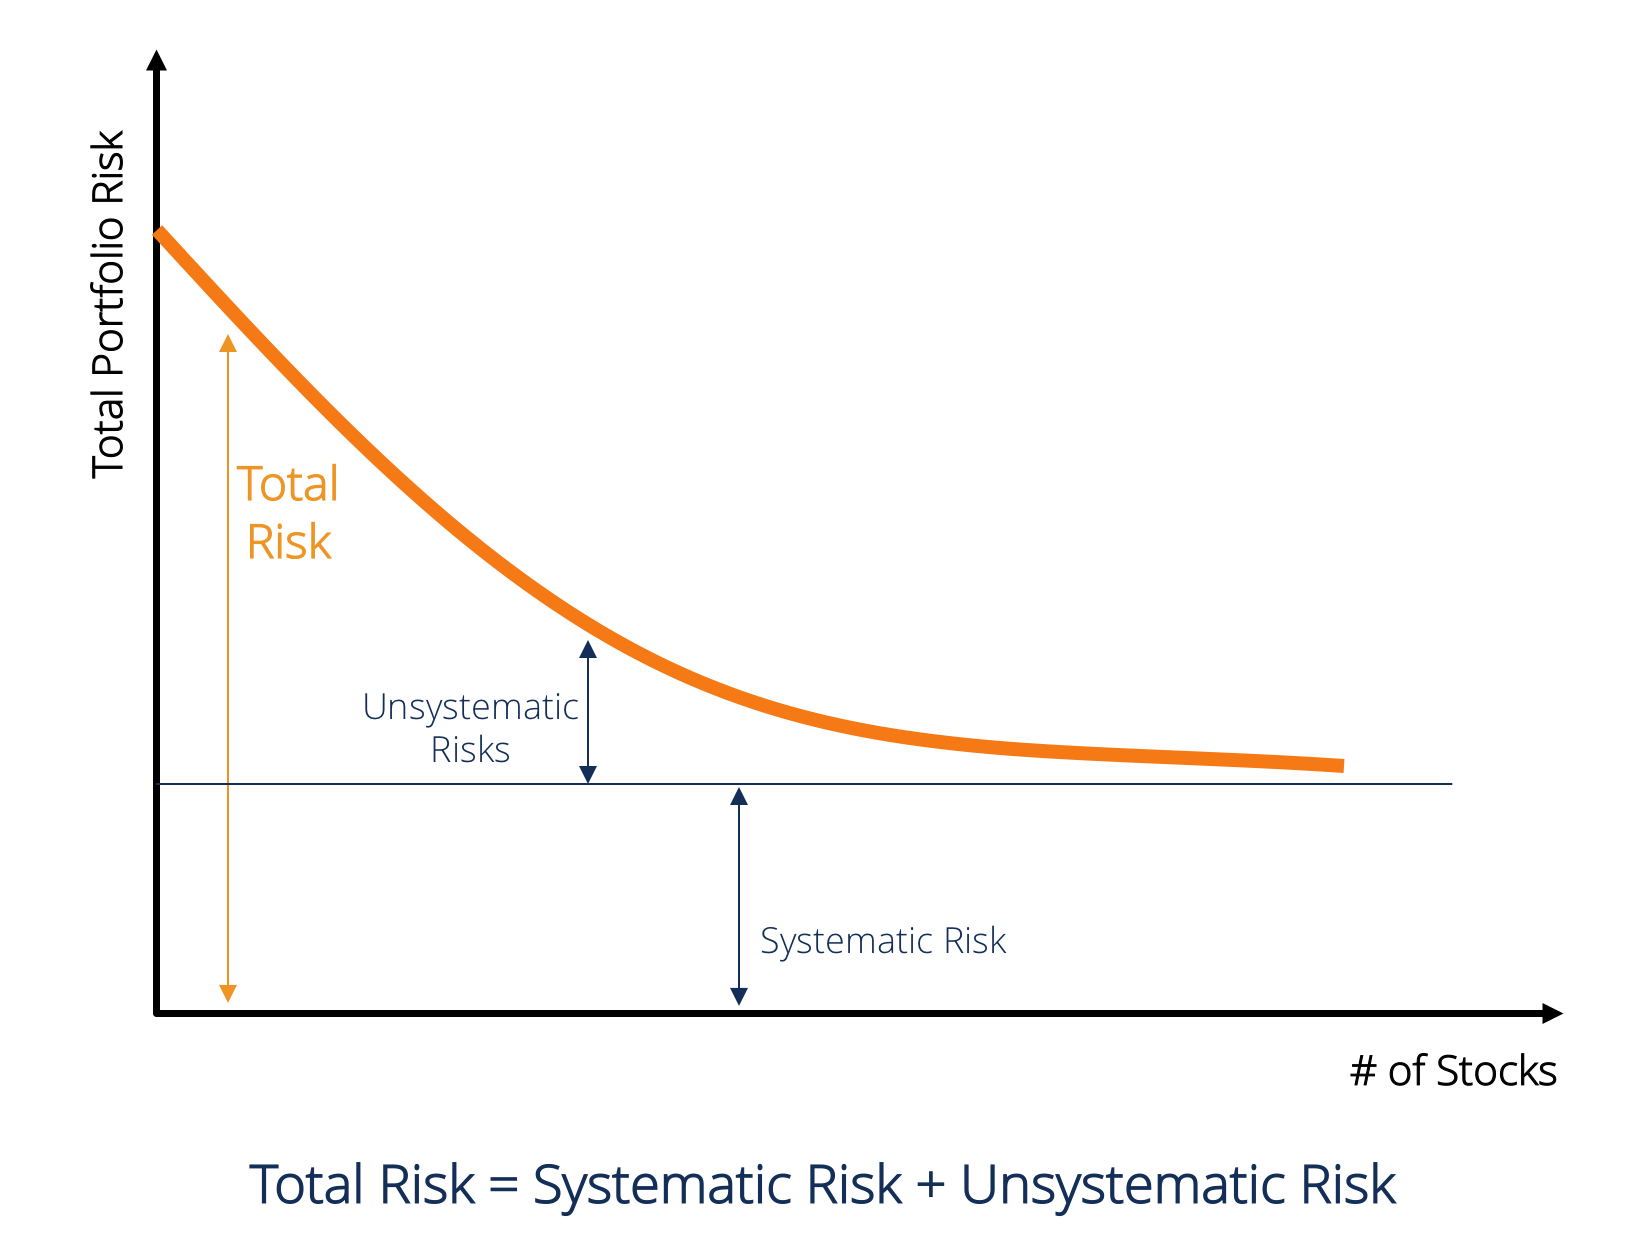 Total Portfolio Risk
Total
Risk
Unsystematic
Risks
Systematic Risk
# of Stocks
Total Risk = Systematic Risk + Unsystematic Risk